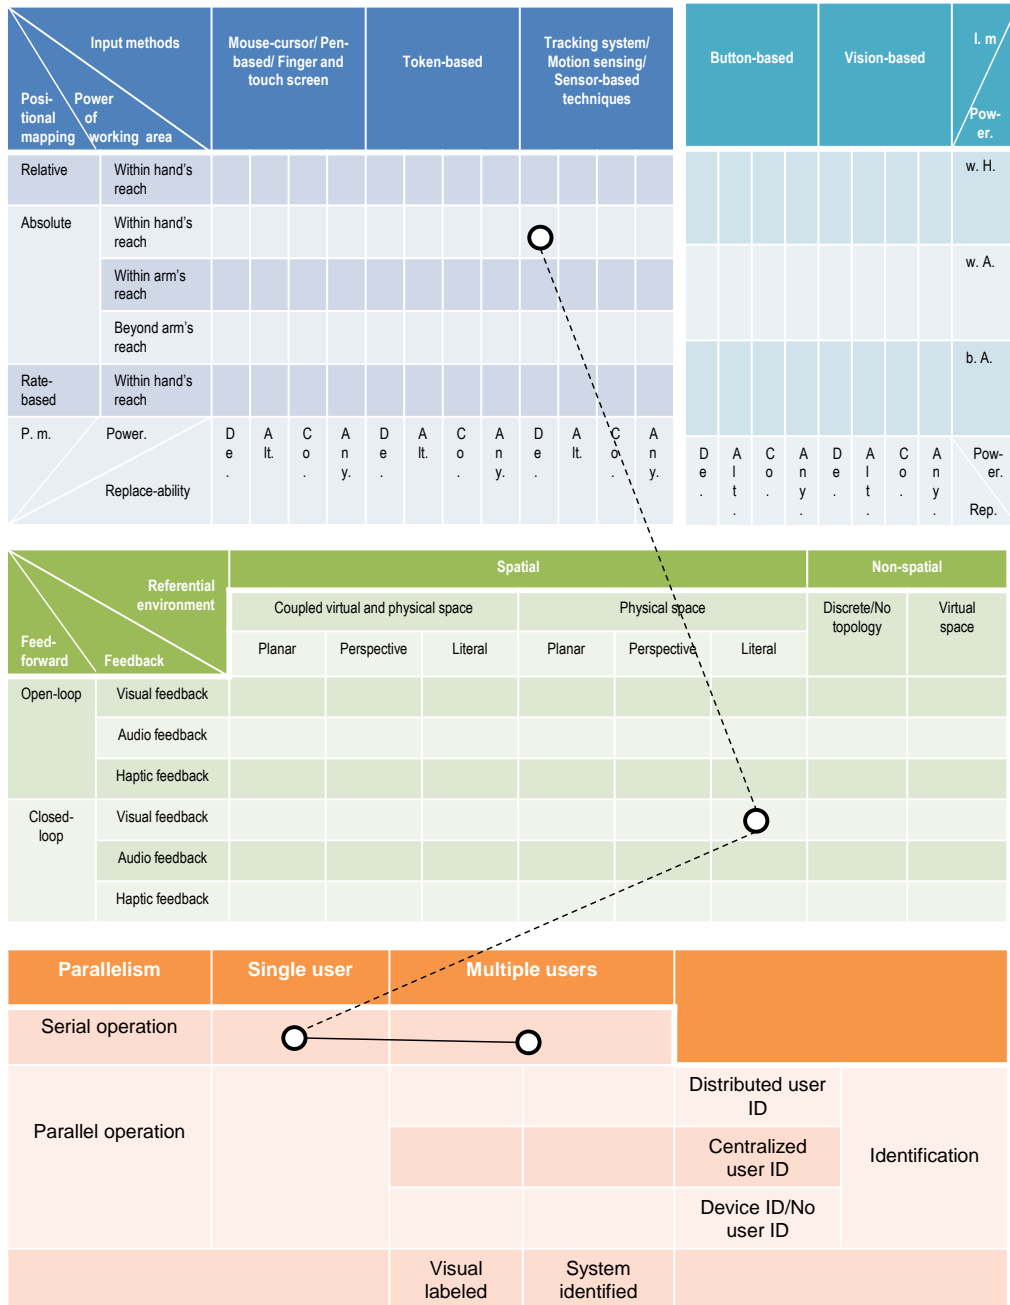 Input methods
Posi-
tional
mapping
Power
of
working area
Mouse-cursor/ Pen-
based/ Finger and
touch screen
Token-based
Tracking system/
Motion sensing/
Sensor-based
techniques
Relative
Within hand's
reach
Absolute
Within hand's
reach
Within arm's
reach
Beyond arm's
reach
Rate-
based
Within hand's
reach
P. m.
Power.
Replace-ability
D
e
.
A
lt.
C
o
.
A
ny.
D
e
.
A
lt.
C
o
.
A
n
y.
D
e
.
A
lt.
C
o
.
A
n
y.
Button-based
Vision-based
I. m
Pow-
er.
w. H.
w. A.
b. A.
D
e
.
A
l
t
.
C
o
.
A
n
y
.
D
e
.
A
l
t
.
C
o
.
A
n
y
.
Pow-
er.
Rep.
Referential
environment
Feed-
forward
Feedback
Spatial
Non-spatial
Coupled virtual and physical space
Physical space
Discrete/No
topology
Virtual
space
Planar
Perspective
Literal
Planar
Perspective
Literal
Open-loop
Visual feedback
Audio feedback
Haptic feedback
Closed-
loop
Visual feedback
Audio feedback
Haptic feedback
Parallelism
Single user
Multiple users
Serial operation
Parallel operation
Distributed user
ID
Centralized
user ID
Device ID/No
user ID
Identification
Visual
labeled
System
identified